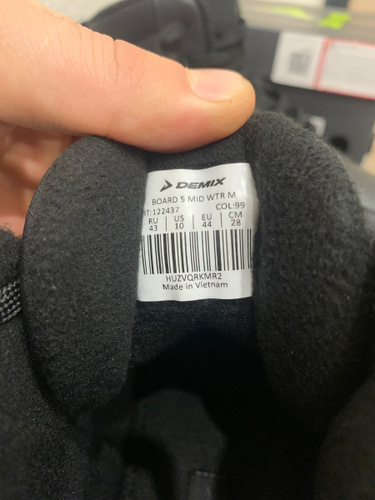 DEMIX
BOARD 5 MID WTR M
RT:122437 COL:99
RU US EU CM
43 10 44 28
HUZVQRKMR2
Made in Vietnam